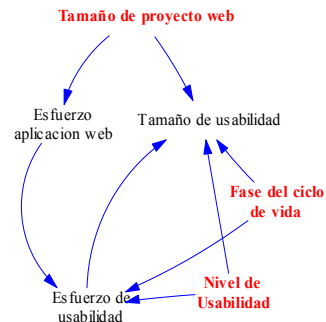 Tamaño de proyecto web
Esfuerzo
aplicacion web
Tamaño de usabilidad
Fase del ciclo
de vida
Nivel de
Usabilidad
Esfuerzo de
usabilidad